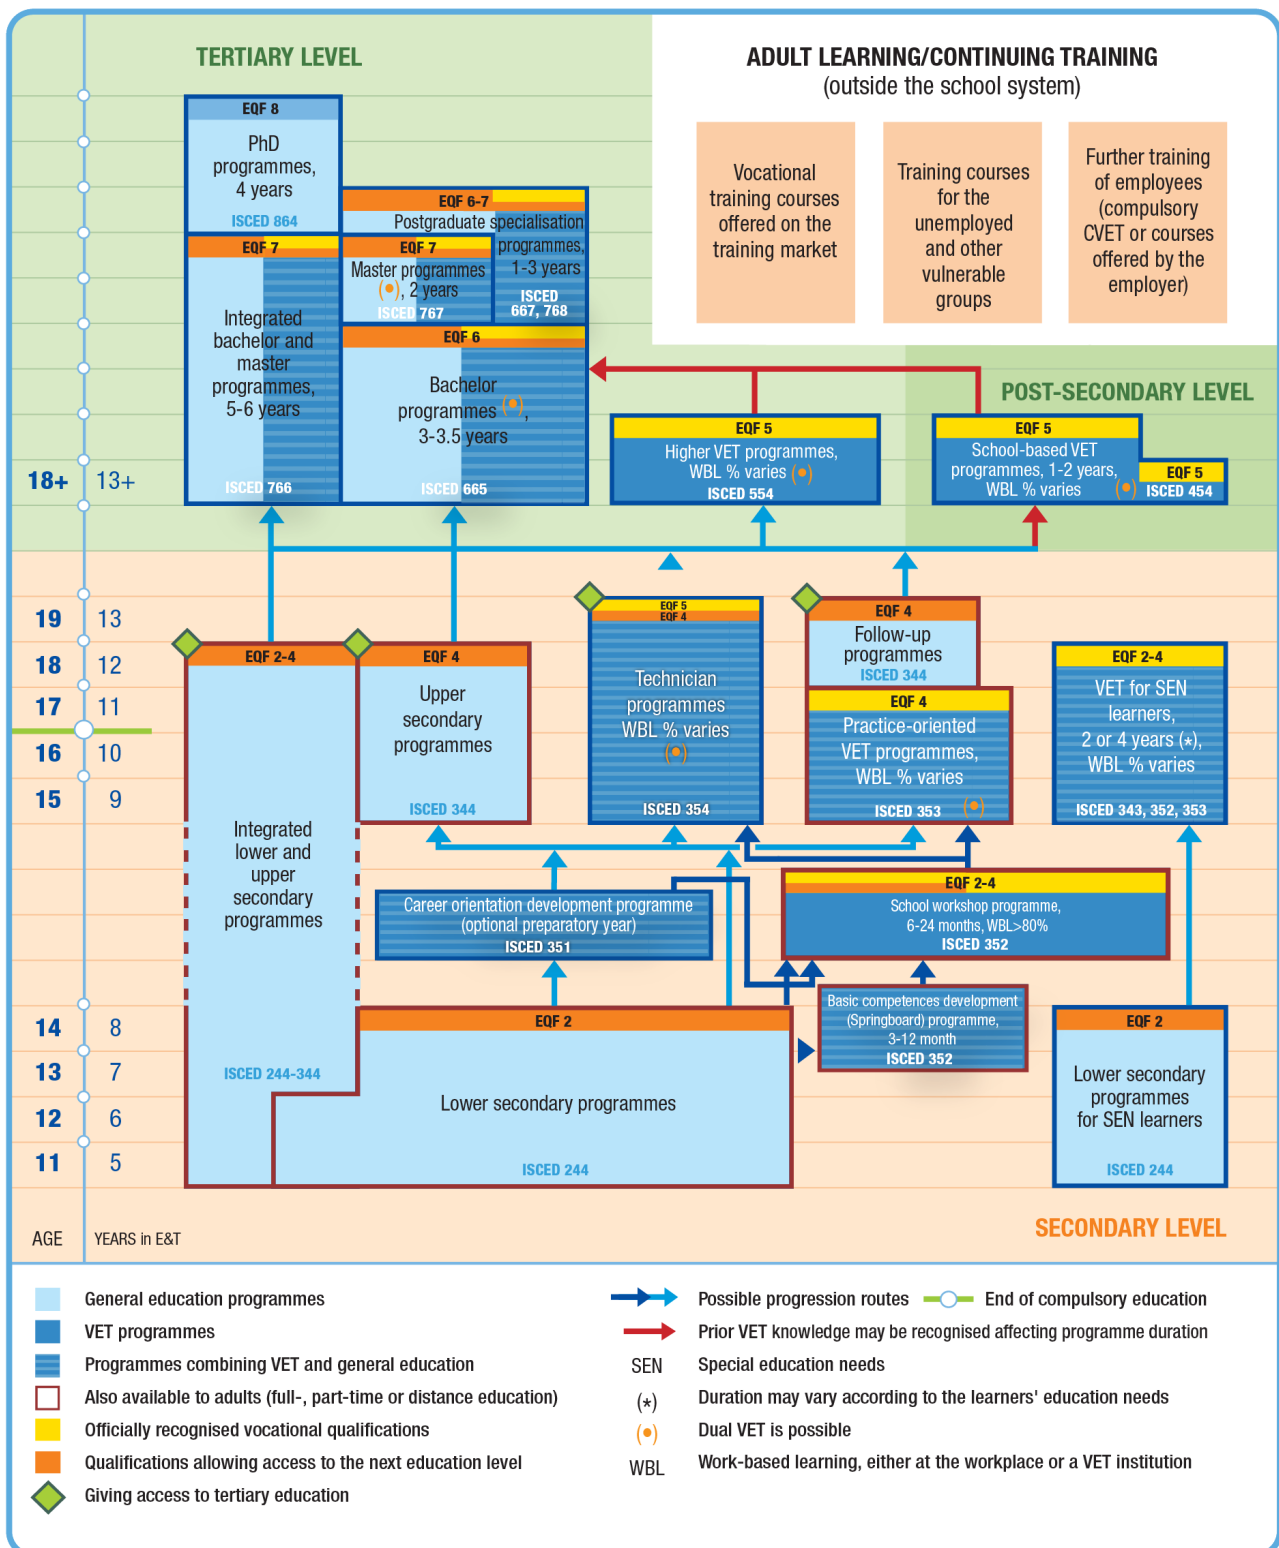 TERTIARY LEVEL
ADULT LEARNING/CONTINUING TRAINING
(outside the school system)
Vocational
training courses
offered on the
training market
Training courses
for the
unemployed
and other
vulnerable
groups
Further training
of employees
(compulsory
CVET or courses
offered by the
employer)
EQF 8
PhD
programmes,
4 years
ISCED 864
EQF 6-7
Postgraduate specialisation
programmes,
1-3 years
ISCED
667, 768
EQF 7
Integrated
bachelor and
master
programmes,
5-6 years
ISCED 766
EQF 7
Master programmes
(•), 2 years
ISCED 767
EQF 6
Bachelor
programmes (•),
3-3.5 years
ISCED 665
POST-SECONDARY LEVEL
EQF 5
Higher VET programmes,
WBL % varies (•)
ISCED 554
EQF 5
School-based VET
programmes, 1-2 years,
WBL % varies (•)
EQF 5
ISCED 454
18+ 13+
19 13
18 12
17 11
16 10
15 9
14 8
13 7
12 6
11 5
AGE YEARS in E&T
EQF 2-4
Integrated
lower and
upper
secondary
programmes
ISCED 244-344
EQF 4
Upper
secondary
programmes
ISCED 344
EQF 5
EQF 4
Technician
programmes
WBL % varies
(•)
ISCED 354
EQF 4
Follow-up
programmes
ISCED 344
EQF 4
Practice-oriented
VET programmes,
WBL % varies
ISCED 353 (•)
EQF 2-4
VET for SEN
learners,
2 or 4 years (*),
WBL % varies
ISCED 343, 352, 353
Career orientation development programme
(optional preparatory year)
ISCED 351
EQF 2-4
School workshop programme,
6-24 months, WBL>80%
ISCED 352
Basic competences development
(Springboard) programme,
3-12 month
ISCED 352
EQF 2
Lower secondary programmes
ISCED 244
EQF 2
Lower secondary
programmes
for SEN learners
ISCED 244
SECONDARY LEVEL
General education programmes
VET programmes
Programmes combining VET and general education
Also available to adults (full-, part-time or distance education)
Officially recognised vocational qualifications
Qualifications allowing access to the next education level
Giving access to tertiary education
Possible progression routes
End of compulsory education
Prior VET knowledge may be recognised affecting programme duration
SEN Special education needs
(*) Duration may vary according to the learners' education needs
(•) Dual VET is possible
WBL Work-based learning, either at the workplace or a VET institution